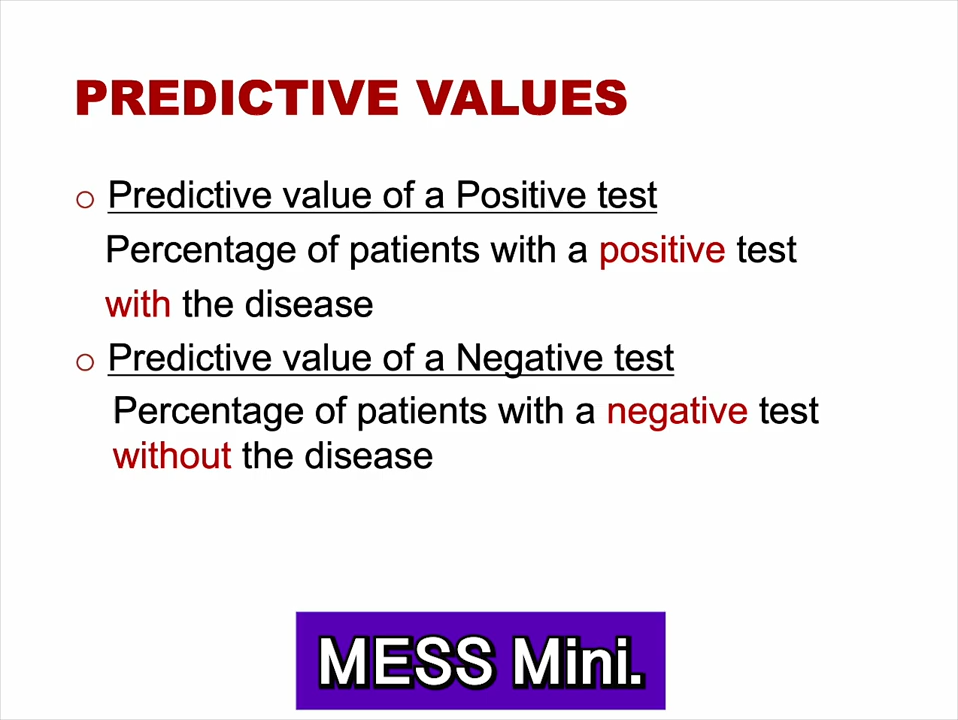 PREDICTIVE VALUES
Predictive value of a Positive test
Percentage of patients with a positive test
with the disease
Predictive value of a Negative test
Percentage of patients with a negative test
without the disease
MESS Mini.